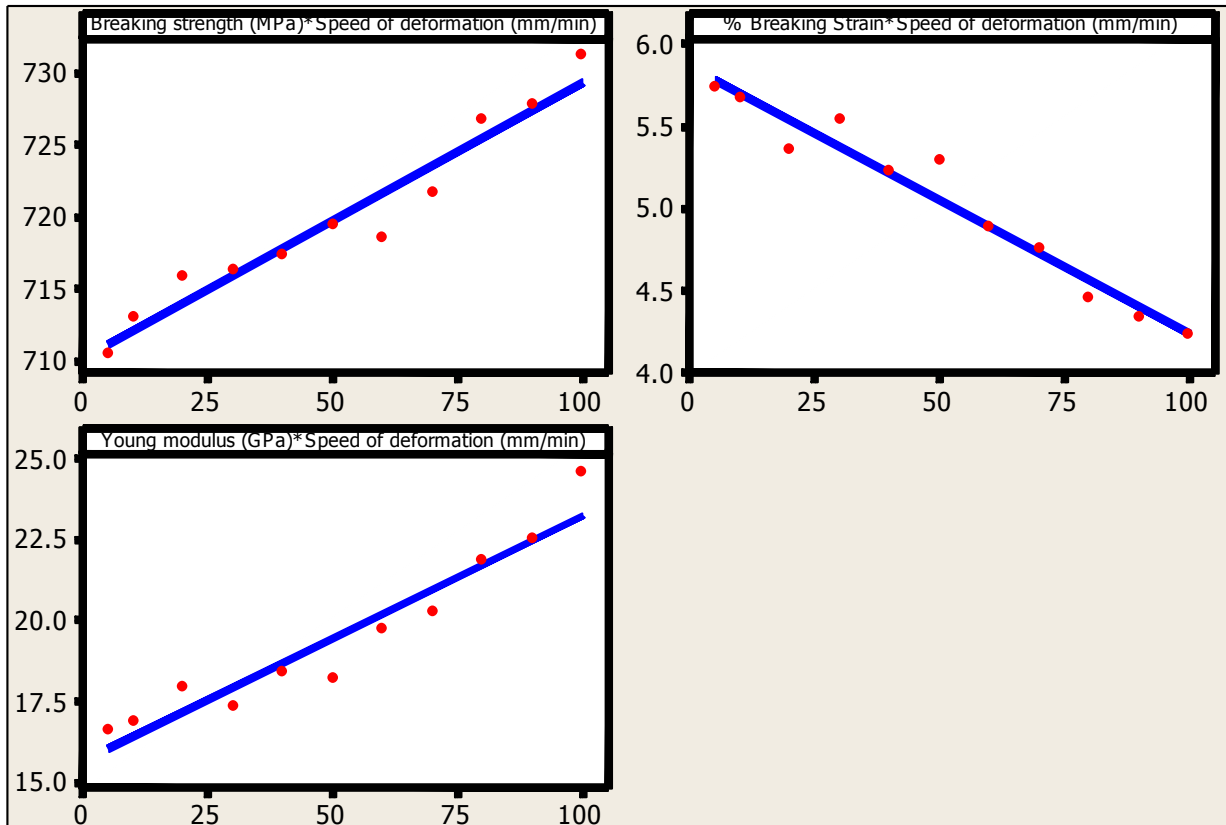 Breaking strength (MPa)*Speed of deformation (mm/min)
730
725
720
715
710
0 25 50 75 100
% Breaking Strain*Speed of deformation (mm/min)
6.0
5.5
5.0
4.5
4.0
0 25 50 75 100
Young modulus (GPa)*Speed of deformation (mm/min)
25.0
22.5
20.0
17.5
15.0
0 25 50 75 100